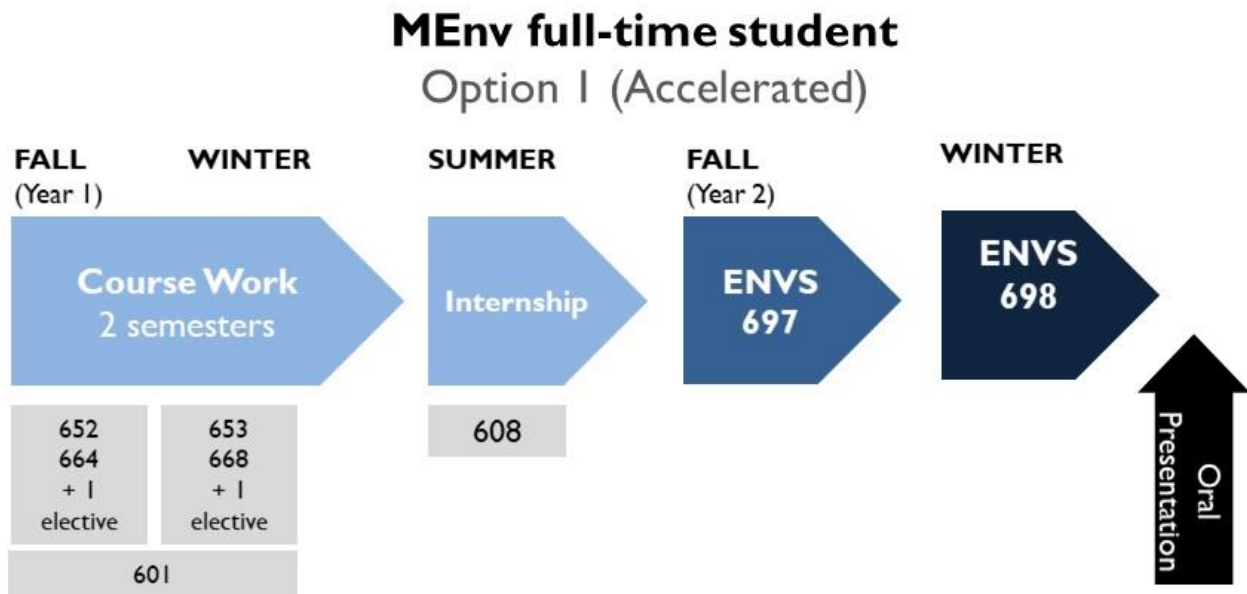 MEnv full-time student
Option 1 (Accelerated)
FALL
(Year 1)
WINTER
SUMMER
FALL
(Year 2)
WINTER
Course Work
2 semesters
Internship
ENVS
697
ENVS
698
652
664
+ 1
elective
653
668
+ 1
elective
601
608
Oral
Presentation